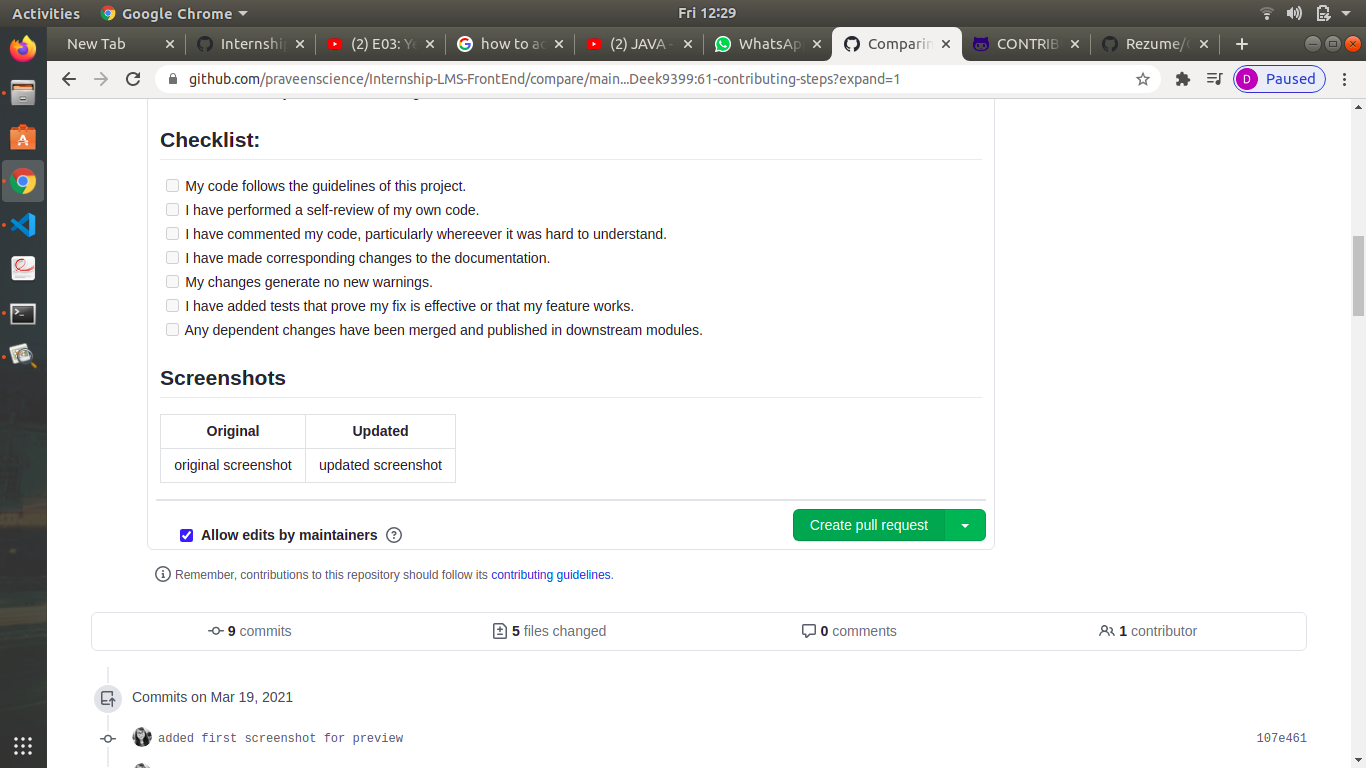 Activities Google Chrome Fri 12:29
New Tab Internship (2) E03: Ye how to ac (2) JAVA - WhatsApp Comparin CONTRIB Rezume/C
github.com/praveenscience/Internship-LMS-FrontEnd/compare/main...Deek9399:61-contributing-steps?expand=1 D Paused
Checklist:
My code follows the guidelines of this project.
I have performed a self-review of my own code.
I have commented my code, particularly whereever it was hard to understand.
I have made corresponding changes to the documentation.
My changes generate no new warnings.
I have added tests that prove my fix is effective or that my feature works.
Any dependent changes have been merged and published in downstream modules.
Screenshots
Original Updated
original screenshot updated screenshot
Create pull request
Allow edits by maintainers
Remember, contributions to this repository should follow its contributing guidelines.
9 commits 5 files changed 0 comments 1 contributor
Commits on Mar 19, 2021
added first screenshot for preview 107e461